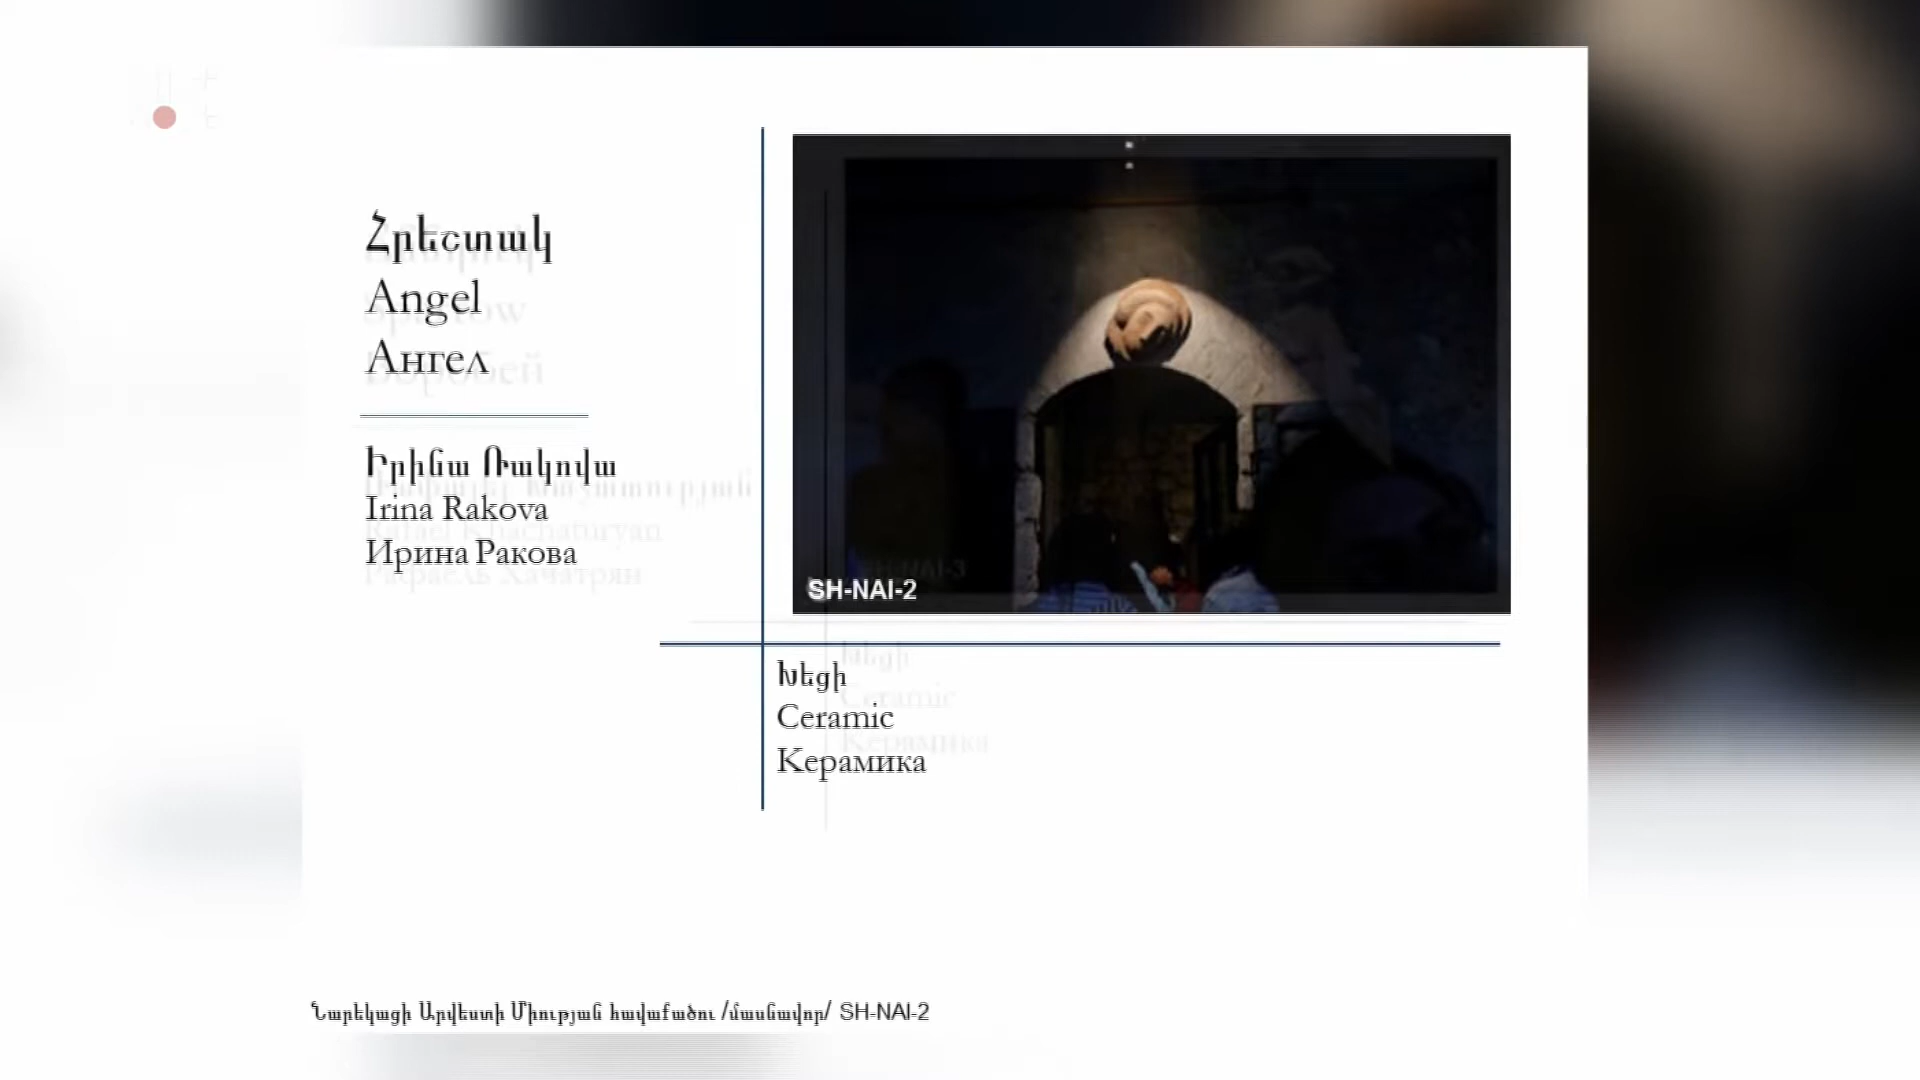 Հրեշտակ
Angel
Ангел
Իրինա Ռակովա
Irina Rakova
Ирина Ракова
SH-NAI-2
Խեցի
Ceramic
Керамика
Նարեկացի Արվեստի Միության հավաքածու /մասնավոր/ SH-NAI-2